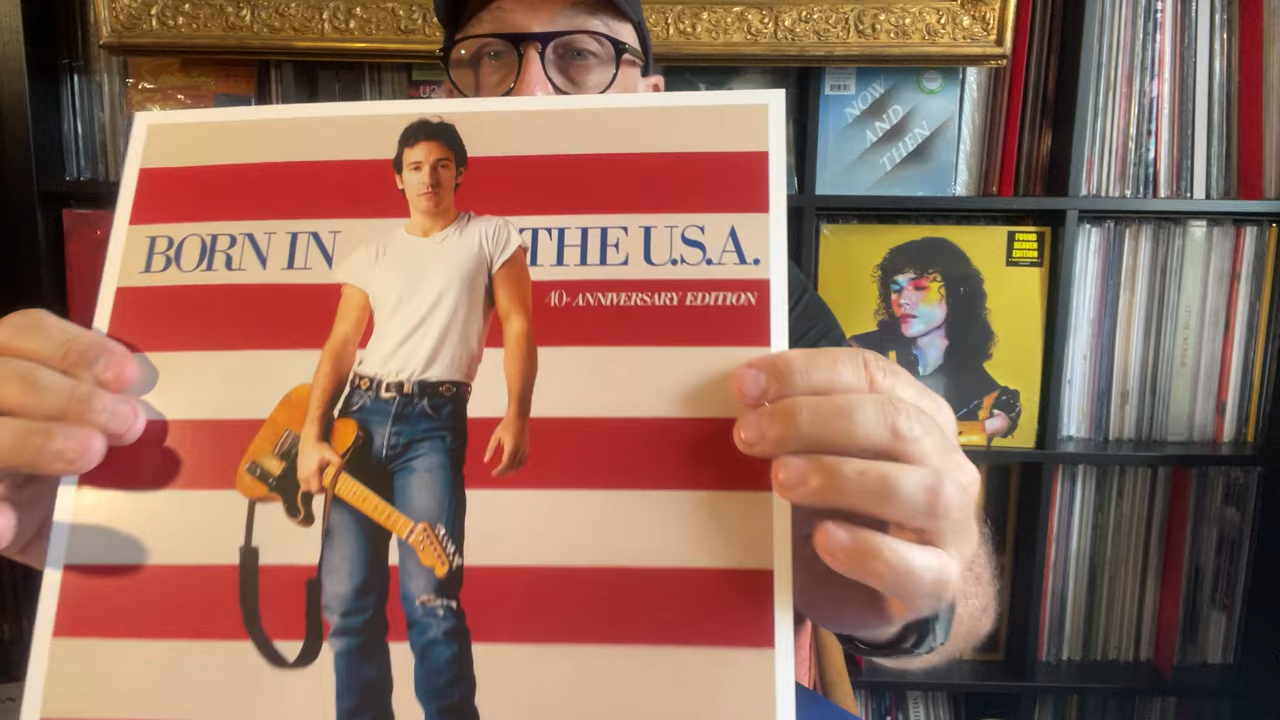 U2
NOW
AND
THEN
BORN IN THE U.S.A.
40th ANNIVERSARY EDITION
FOUND
HEAVEN
EDITION